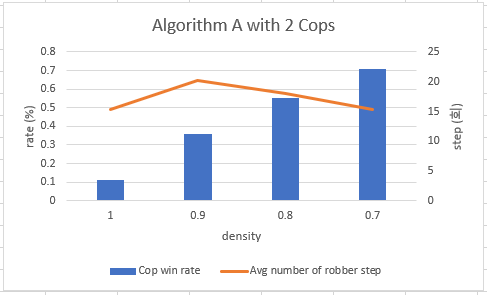 Algorithm A with 2 Cops
0.8
0.7
0.6
0.5
0.4
0.3
0.2
0.1
0
rate (%)
25
20
15
10
5
0
step (회)
1 0.9 0.8 0.7
density
Cop win rate Avg number of robber step